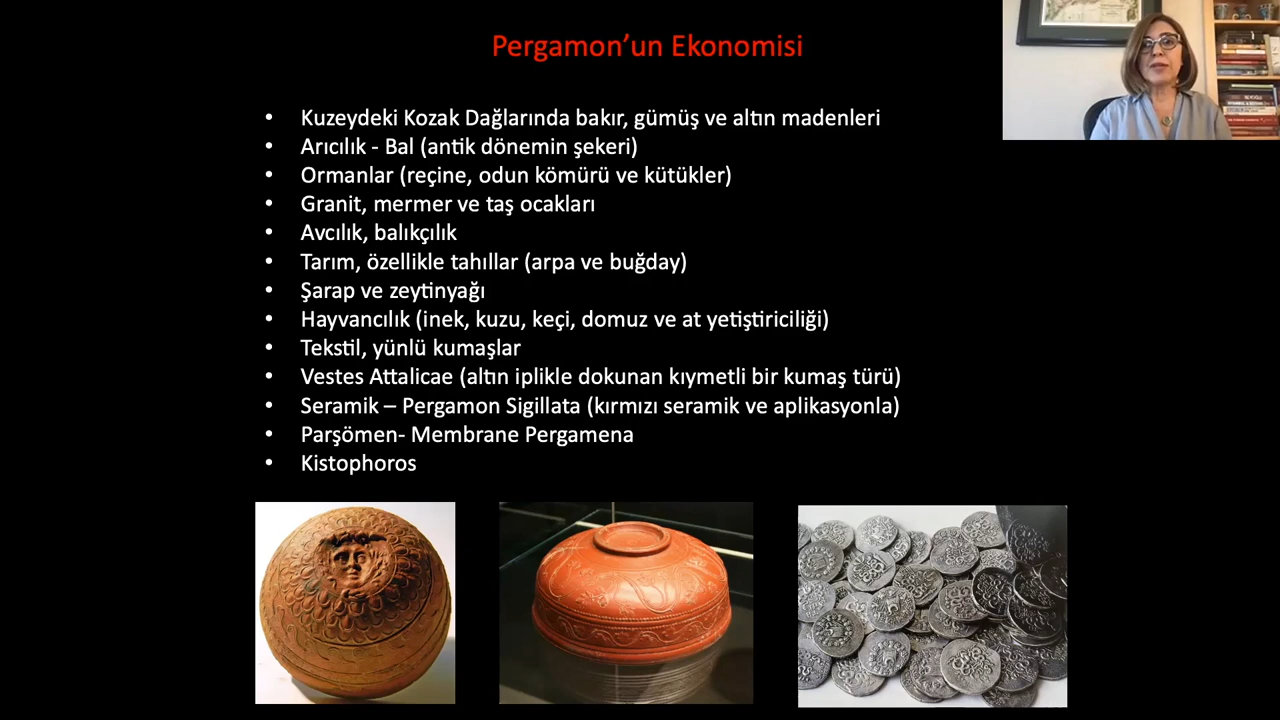 Pergamon’un Ekonomisi
• Kuzeydeki Kozak Dağlarında bakır, gümüş ve altın madenleri
• Arıcılık - Bal (antik dönemin şekeri)
• Ormanlar (reçine, odun kömürü ve kütükler)
• Granit, mermer ve taş ocakları
• Avcılık, balıkçılık
• Tarım, özellikle tahıllar (arpa ve buğday)
• Şarap ve zeytinyağı
• Hayvancılık (inek, kuzu, keçi, domuz ve at yetiştiriciliği)
• Tekstil, yünlü kumaşlar
• Vestes Attalicae (altın iplikle dokunan kıymetli bir kumaş türü)
• Seramik – Pergamon Sigillata (kırmızı seramik ve aplikasyonla)
• Parşömen- Membrane Pergamena
• Kistophoros